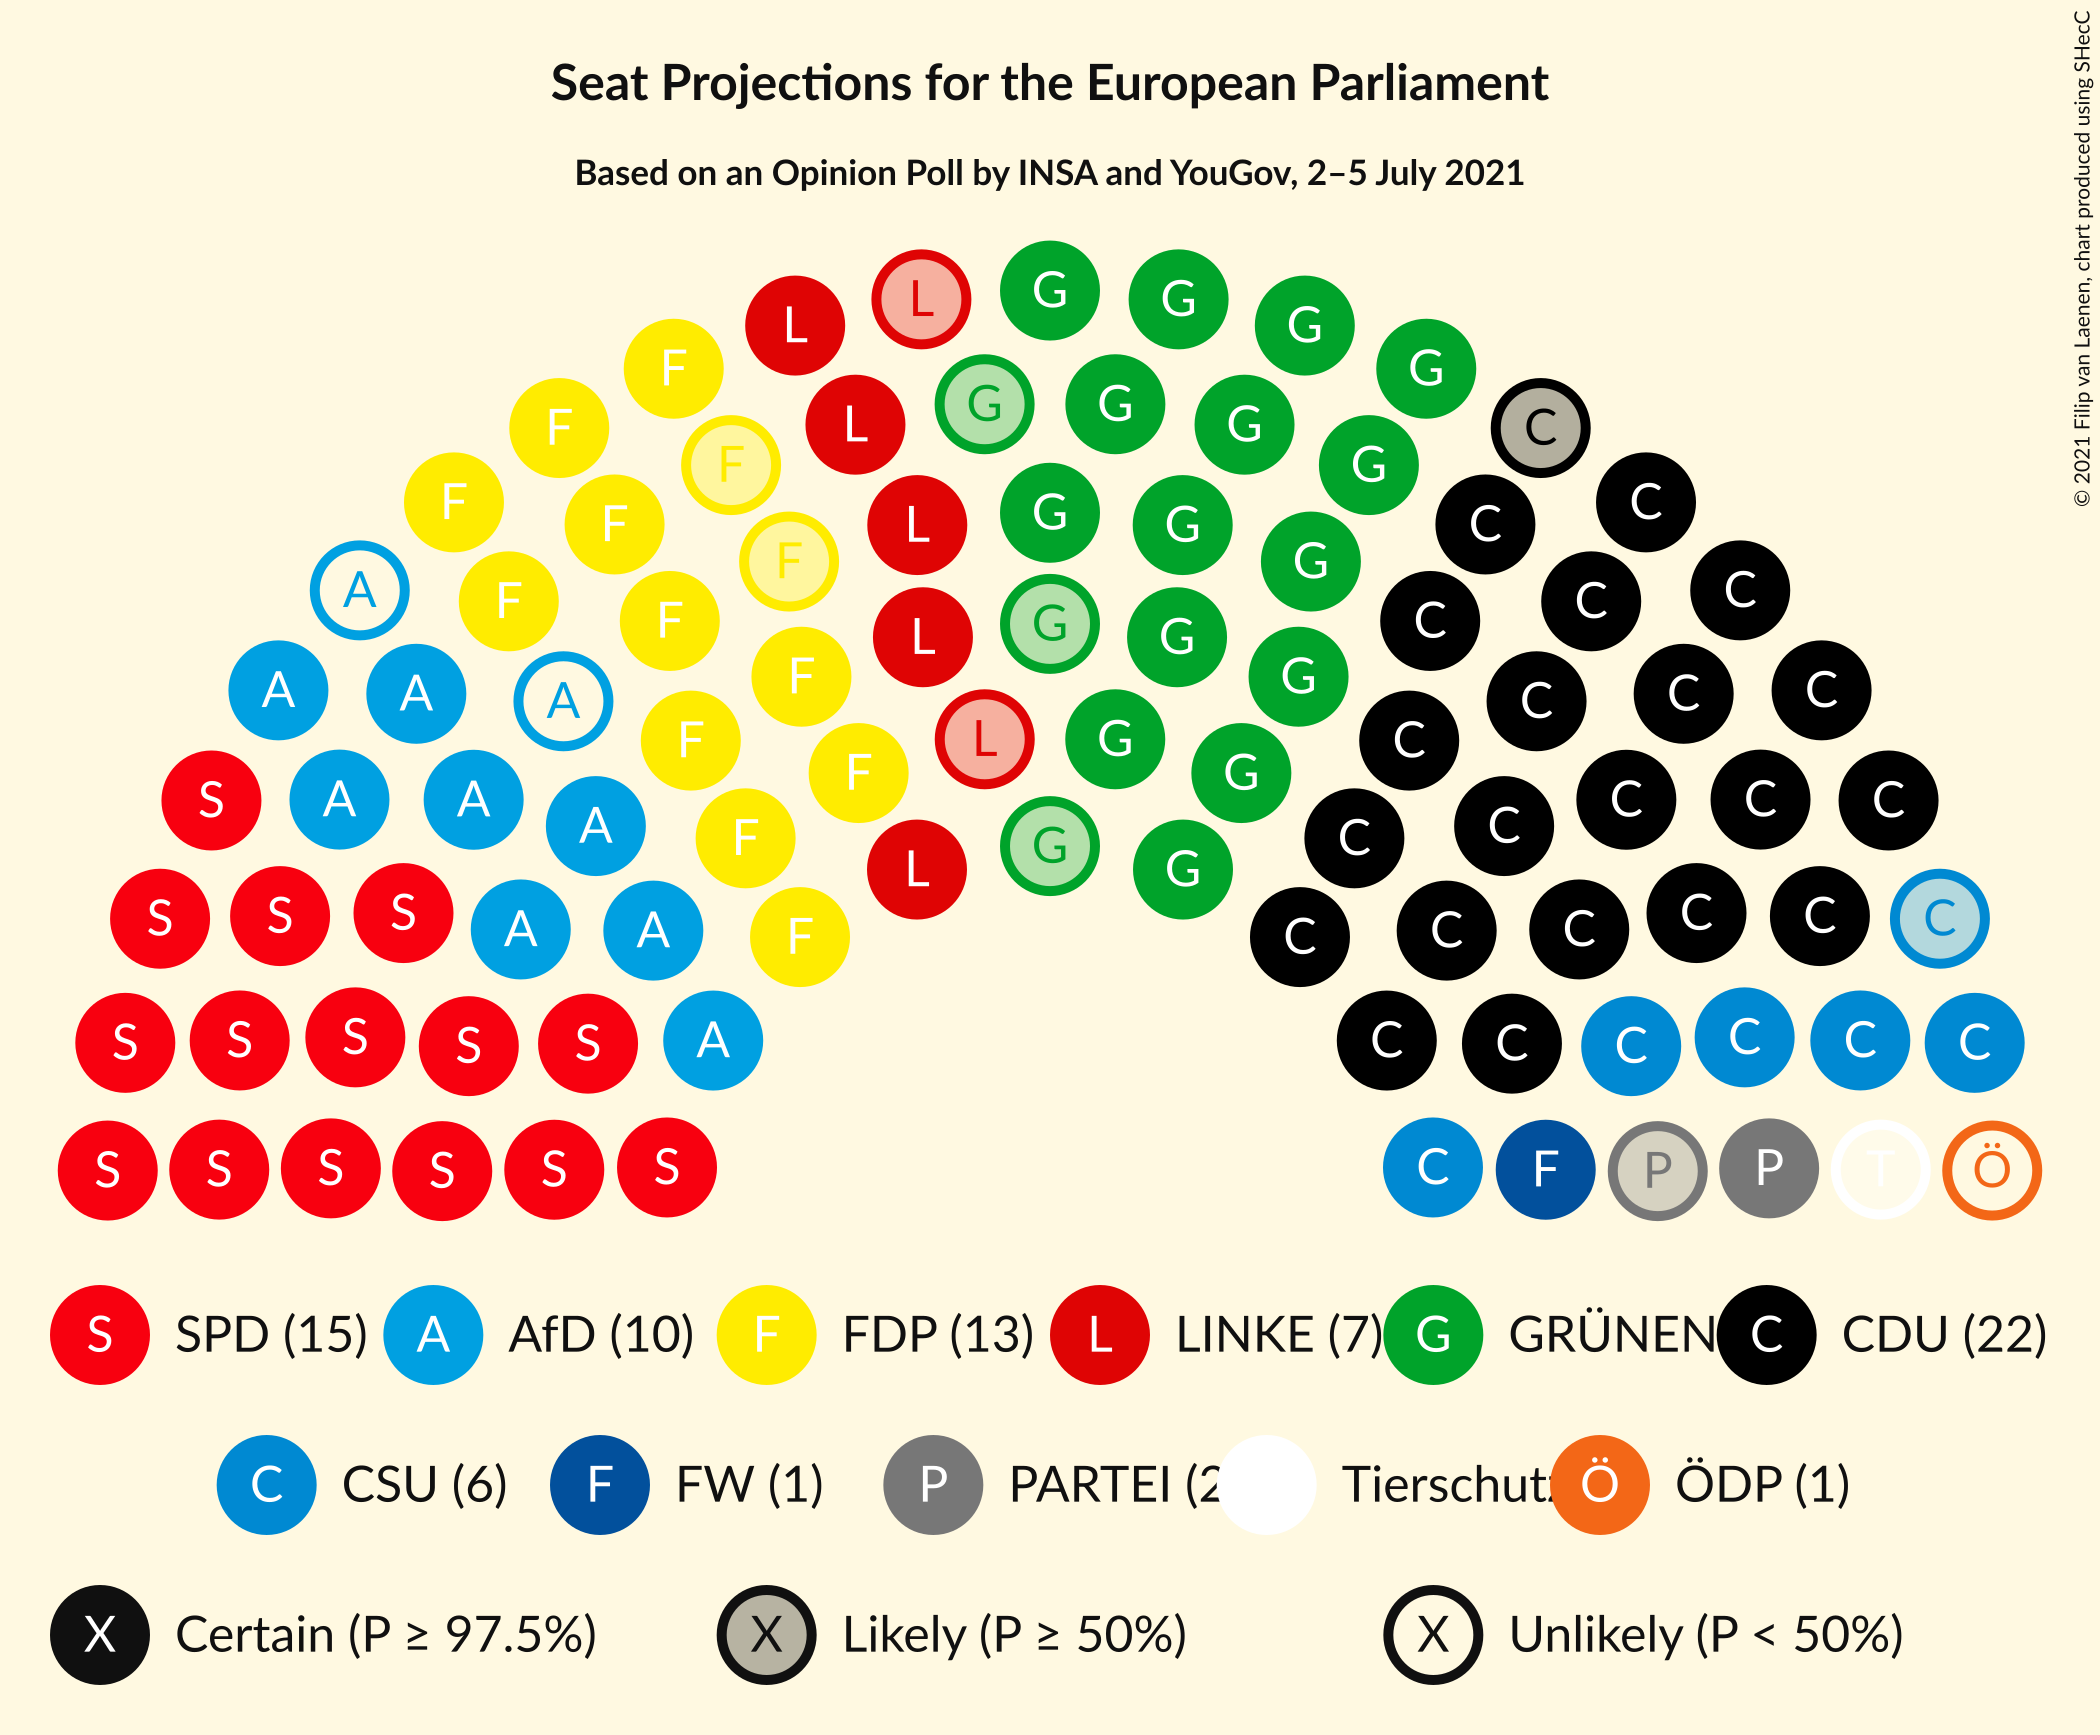 Seat Projections for the European Parliament
Based on an Opinion Poll by INSA and YouGov, 2–5 July 2021
© 2021 Filip van Laenen, chart produced using SHecC
L L G G G G
F L G G G G C
F F F L G G G C C
F F F L G G G C C C
A F F F L G G C C C C
A A A F F L G G C C C C C
S A A A F L G G C C C C C
S S S A A F C C C C C C
S S S S S A C C C C C C
S S S S S S C F P P T Ö
S SPD (15) A AfD (10) F FDP (13) L LINKE (7) G GRÜNEN C CDU (22)
C CSU (6) F FW (1) P PARTEI (2 Tierschutz Ö ÖDP (1)
X Certain (P ≥ 97.5%) X Likely (P ≥ 50%) X Unlikely (P < 50%)